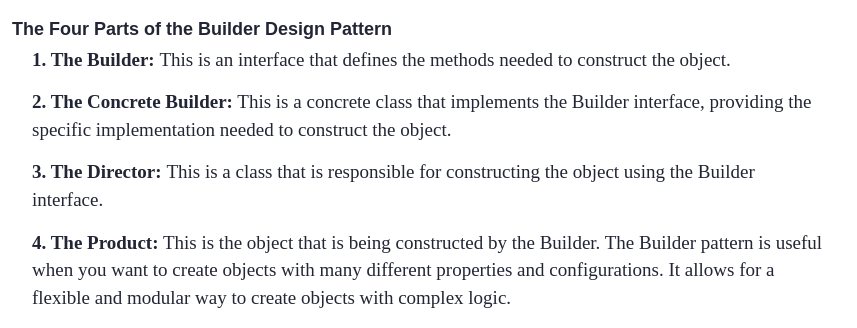 The Four Parts of the Builder Design Pattern
1. The Builder: This is an interface that defines the methods needed to construct the object.
2. The Concrete Builder: This is a concrete class that implements the Builder interface, providing the
specific implementation needed to construct the object.
3. The Director: This is a class that is responsible for constructing the object using the Builder
interface.
4. The Product: This is the object that is being constructed by the Builder. The Builder pattern is useful
when you want to create objects with many different properties and configurations. It allows for a
flexible and modular way to create objects with complex logic.